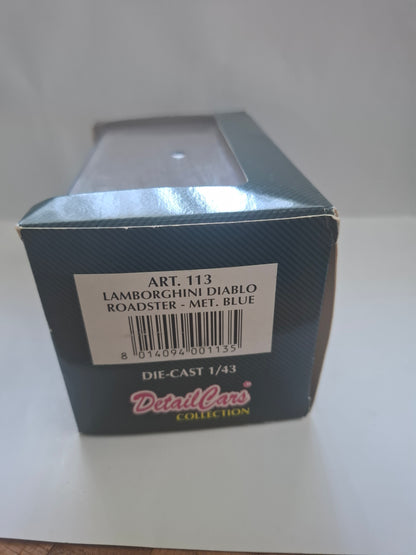 ART. 113
LAMBORGHINI DIABLO
ROADSTER - MET. BLUE
8 014094 001135
DIE-CAST 1/43
DetailCars®
COLLECTION